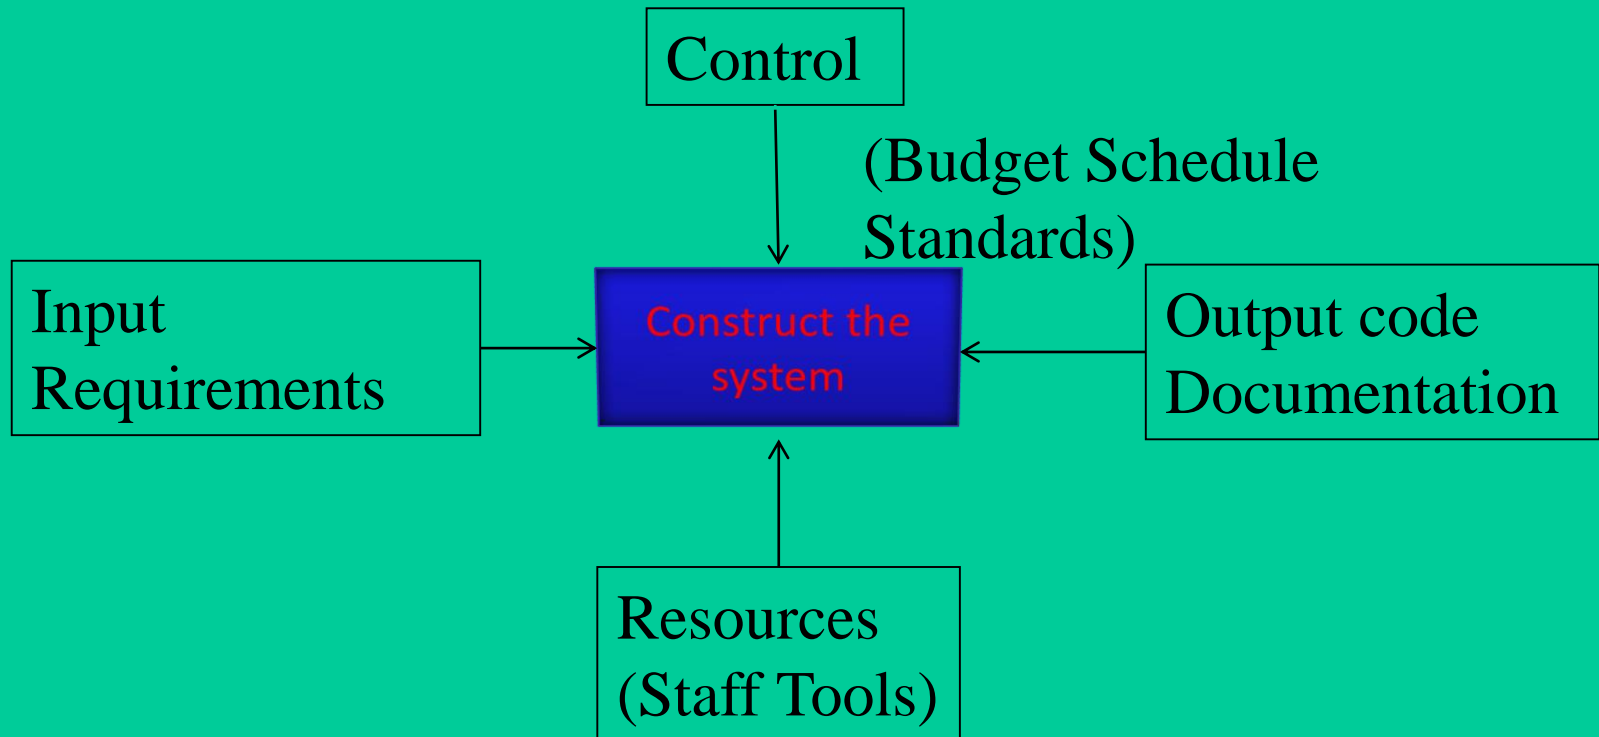 Control
(Budget Schedule
Standards)
Input
Requirements
Construct the
system
Output code
Documentation
Resources
(Staff Tools)